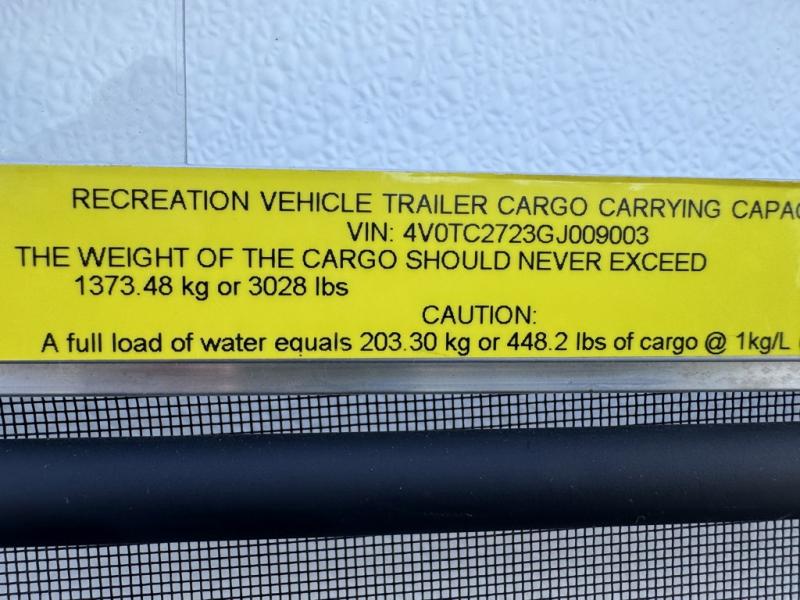 RECREATION VEHICLE TRAILER CARGO CARRYING
VIN: 4V0TC2723GJ009003
THE WEIGHT OF THE CARGO SHOULD NEVER EXCEED
1373.48 kg or 3028 lbs
CAUTION:
A full load of water equals 203.30 kg or 448.2 lbs of cargo @ 1kg/L